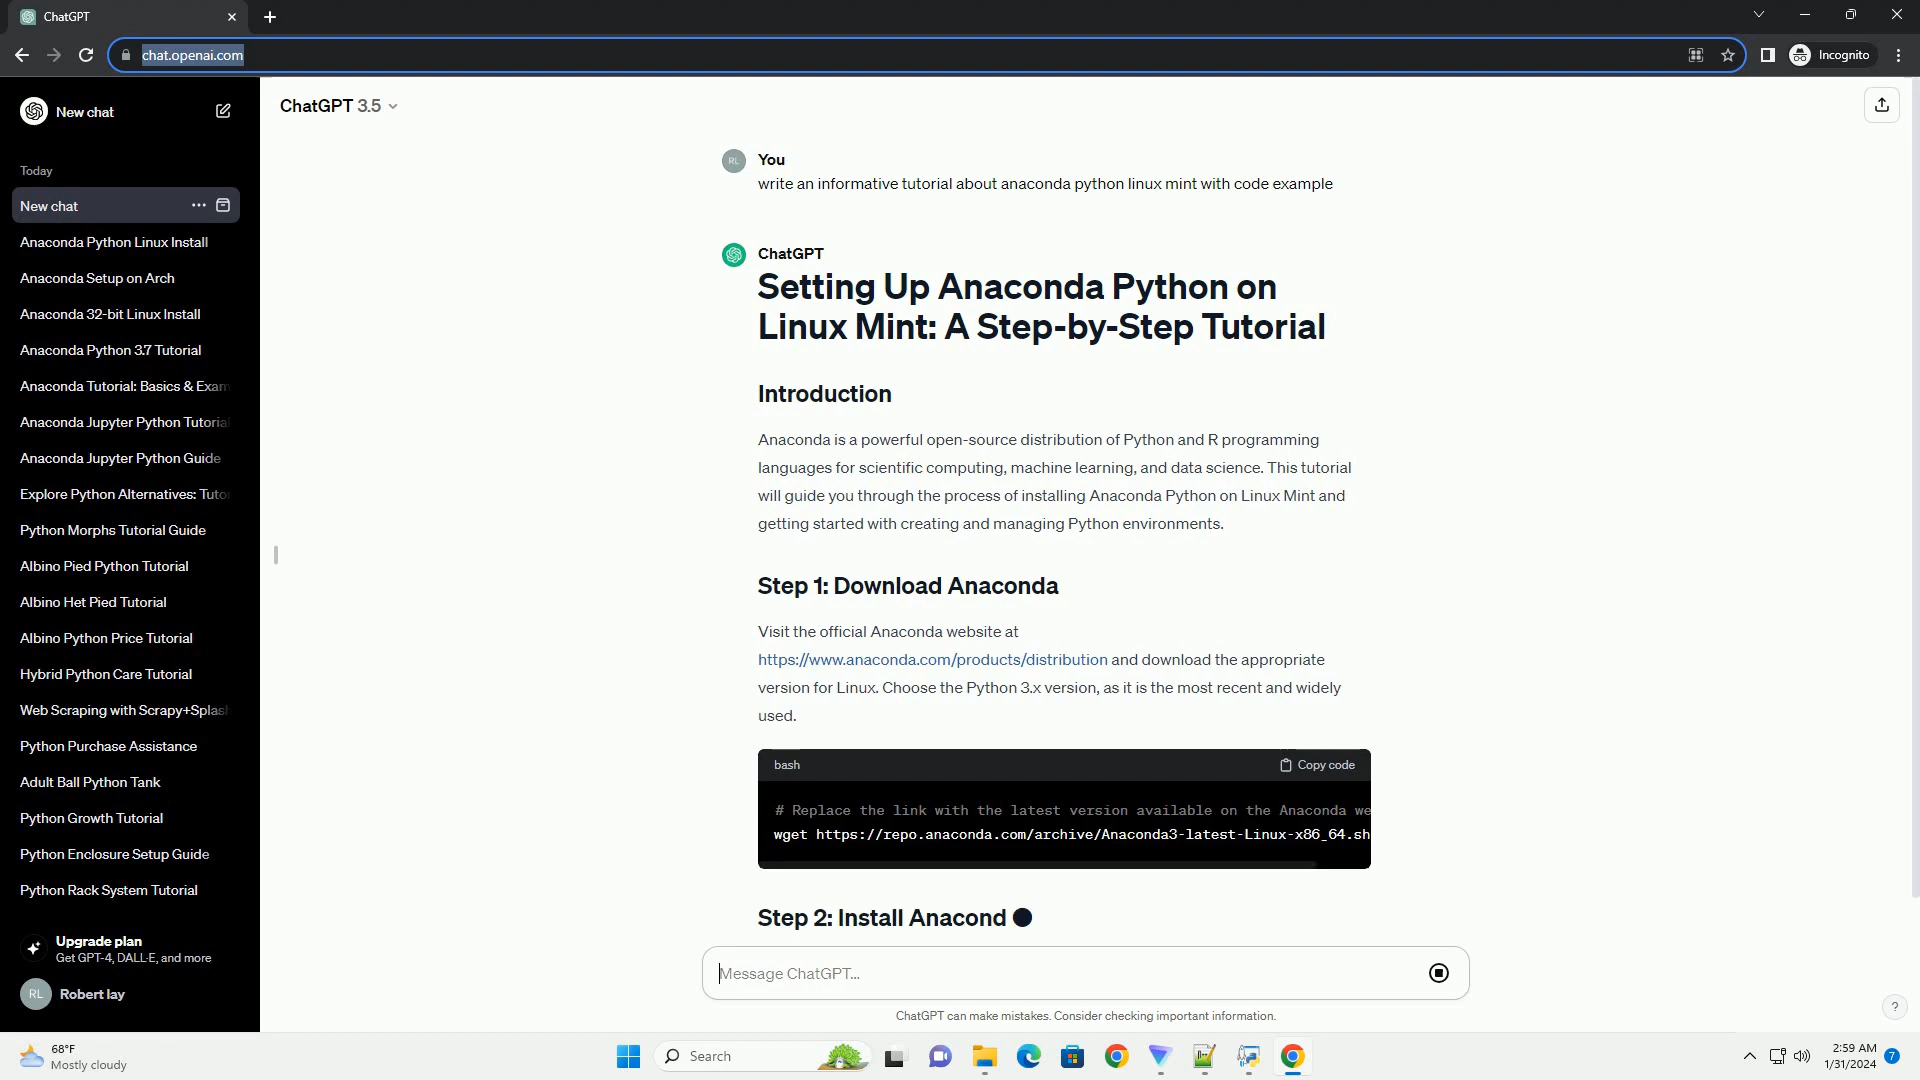 ChatGPT
chat.openai.com
Incognito
New chat
Today
New chat
Anaconda Python Linux Install
Anaconda Setup on Arch
Anaconda 32-bit Linux Install
Anaconda Python 3.7 Tutorial
Anaconda Tutorial: Basics & Exam
Anaconda Jupyter Python Tutorial
Anaconda Jupyter Python Guide
Explore Python Alternatives: Tuto
Python Morphs Tutorial Guide
Albino Pied Python Tutorial
Albino Het Pied Tutorial
Albino Python Price Tutorial
Hybrid Python Care Tutorial
Web Scraping with Scrapy+Splash
Python Purchase Assistance
Adult Ball Python Tank
Python Growth Tutorial
Python Enclosure Setup Guide
Python Rack System Tutorial
Upgrade plan
Get GPT-4, DALL·E, and more
RL Robert lay
ChatGPT 3.5
RL You
write an informative tutorial about anaconda python linux mint with code example
ChatGPT
Setting Up Anaconda Python on
Linux Mint: A Step-by-Step Tutorial
Introduction
Anaconda is a powerful open-source distribution of Python and R programming
languages for scientific computing, machine learning, and data science. This tutorial
will guide you through the process of installing Anaconda Python on Linux Mint and
getting started with creating and managing Python environments.
Step 1: Download Anaconda
Visit the official Anaconda website at
https://www.anaconda.com/products/distribution and download the appropriate
version for Linux. Choose the Python 3.x version, as it is the most recent and widely
used.
bash Copy code
# Replace the link with the latest version available on the Anaconda we
wget https://repo.anaconda.com/archive/Anaconda3-latest-Linux-x86_64.sh
Step 2: Install Anacond
Message ChatGPT...
ChatGPT can make mistakes. Consider checking important information.
?
68°F
Mostly cloudy
Search
2:59 AM
1/31/2024
7